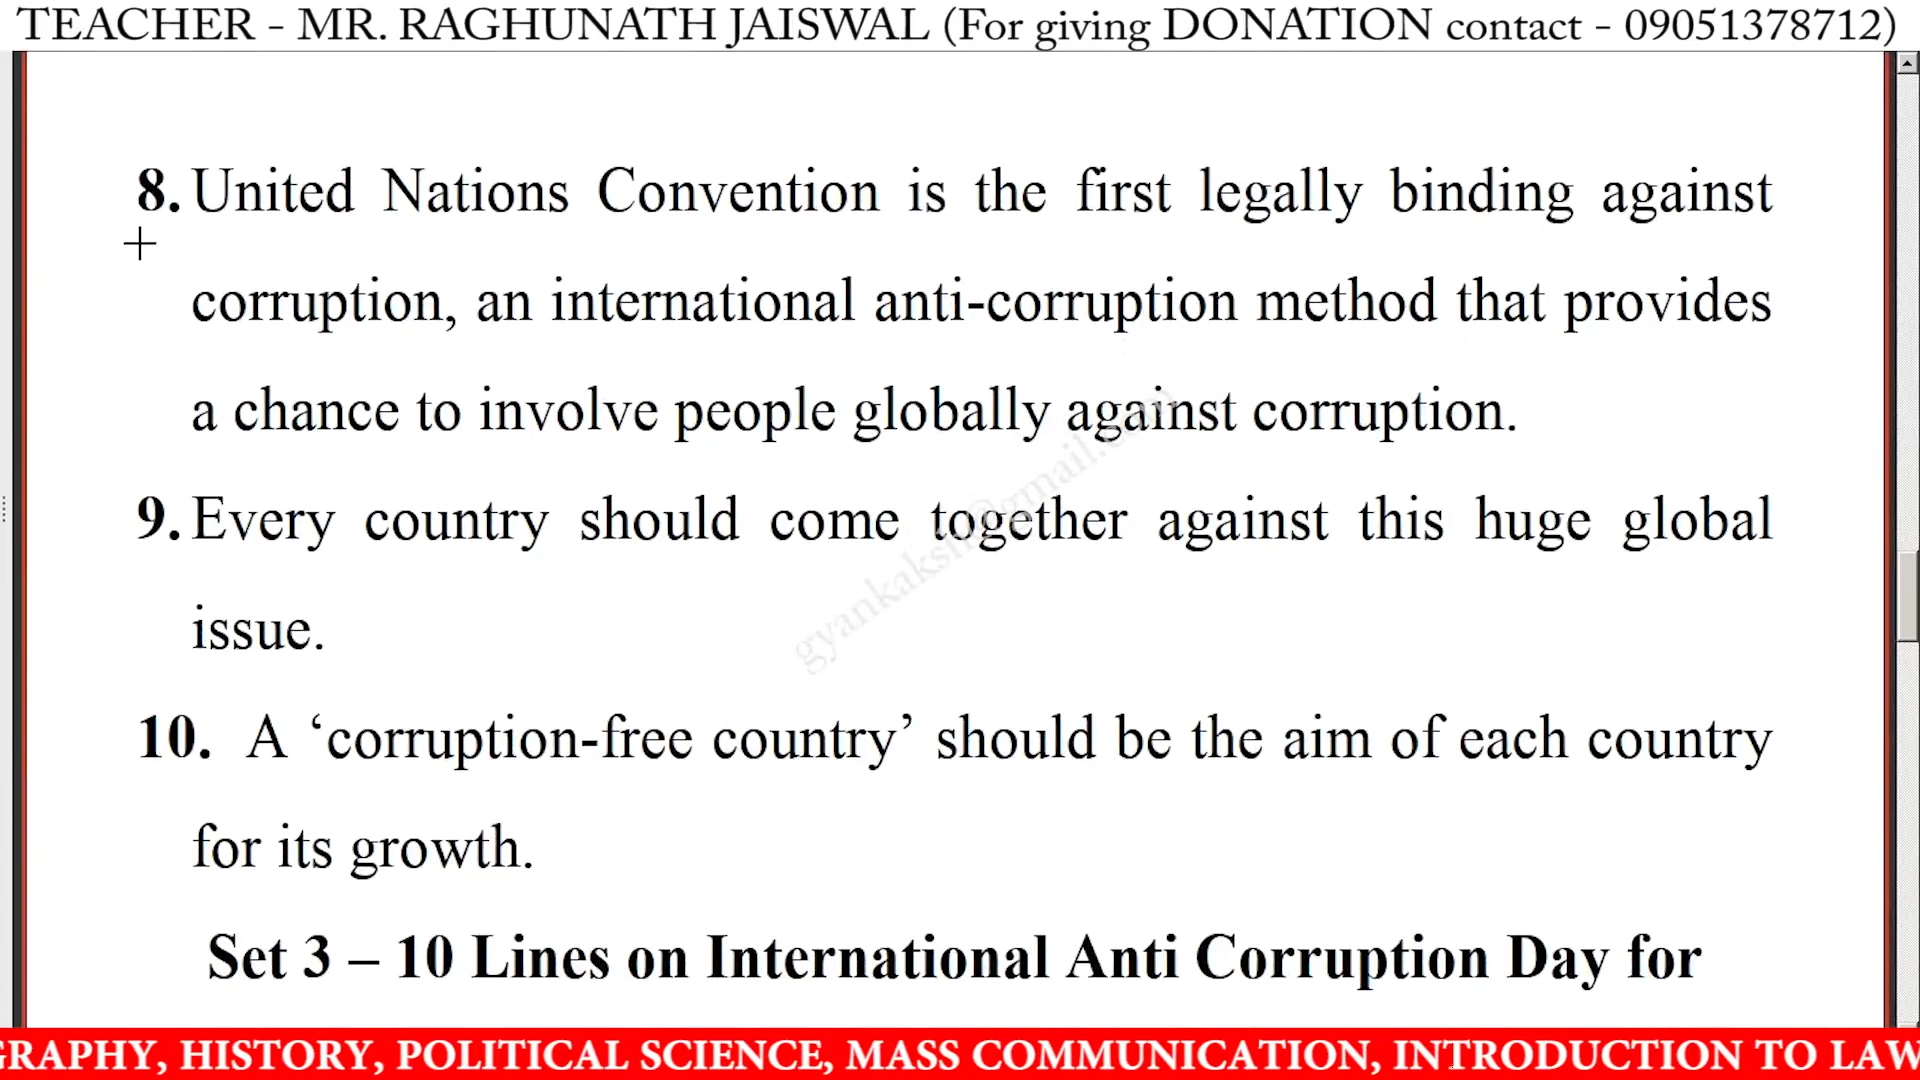 TEACHER - MR. RAGHUNATH JAISWAL (For giving DONATION contact - 09051378712)
8. United Nations Convention is the first legally binding against
corruption, an international anti-corruption method that provides
a chance to involve people globally against corruption.
9. Every country should come together against this huge global
issue.
10. A ‘corruption-free country’ should be the aim of each country
for its growth.
Set 3 – 10 Lines on International Anti Corruption Day for
GRAPHY, HISTORY, POLITICAL SCIENCE, MASS COMMUNICATION, INTRODUCTION TO LAW